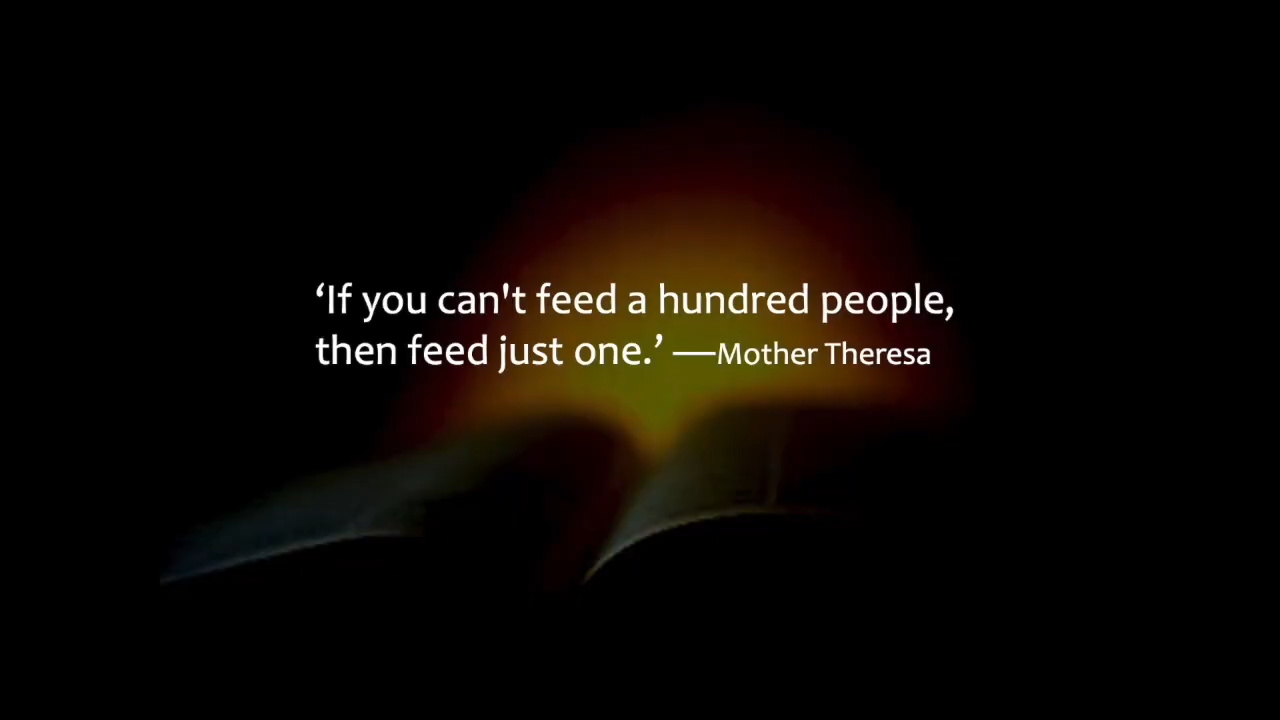 ‘If you can't feed a hundred people,
then feed just one.’ —Mother Theresa